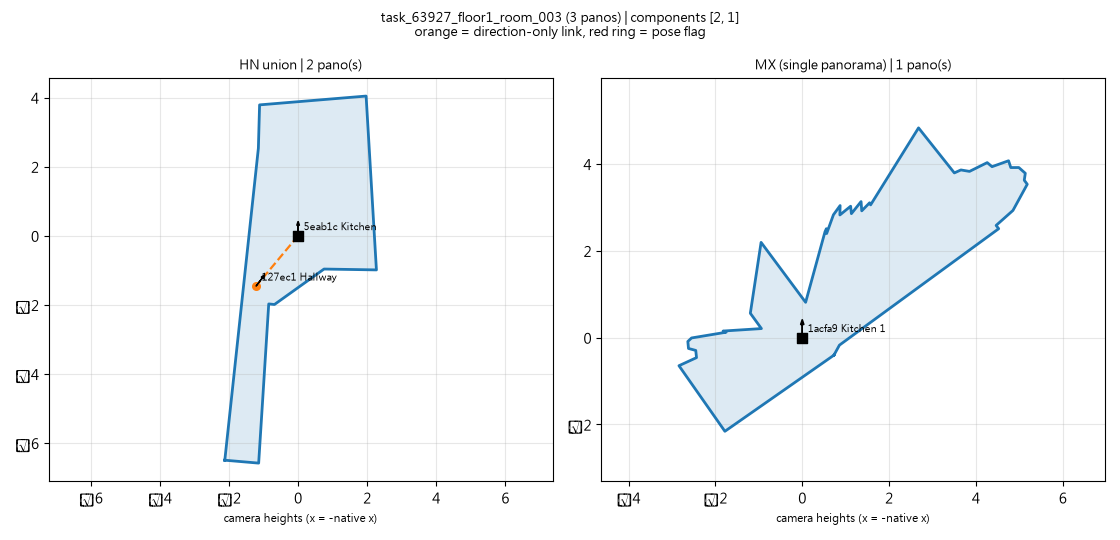 task_63927_floor1_room_003 (3 panos) | components [2, 1]
orange = direction-only link, red ring = pose flag
HN union | 2 pano(s)
MX (single panorama) | 1 pano(s)
4
2
0
2
4
6
5eab1c Kitchen
127ec1 Hallway
6
4
2
0
2
4
6
camera heights (x = -native x)
4
2
0
2
1acfa9 Kitchen 1
4
2
0
2
4
6
camera heights (x = -native x)